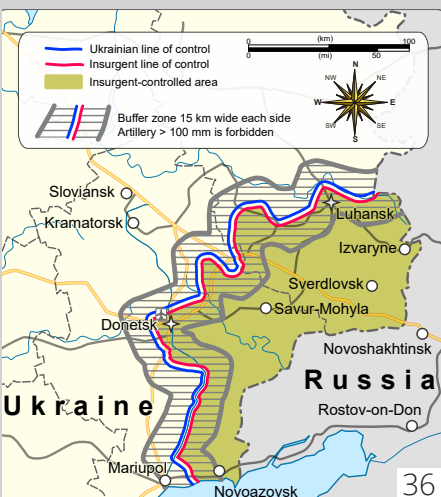 Ukrainian line of control
Insurgent line of control
Insurgent-controlled area
Buffer zone 15 km wide each side
Artillery > 100 mm is forbidden
(km)
0 100
0 50
(mi)
N
NW NE
W E
SW SE
S
Sloviansk
Kramatorsk
Luhansk
Izvaryne
Sverdlovsk
Savur-Mohyla
Donetsk
Novoshakhtinsk
Russia
Ukraine
Rostov-on-Don
Mariupol
Novoazovsk
36